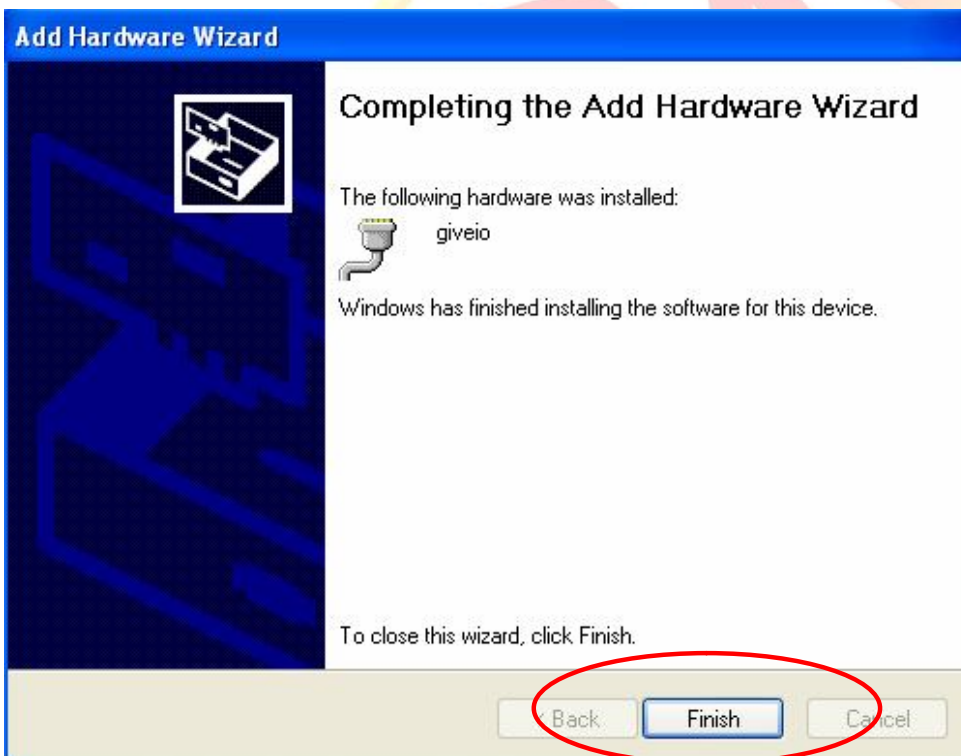 Add Hardware Wizard
Completing the Add Hardware Wizard
The following hardware was installed:
giveio
Windows has finished installing the software for this device.
To close this wizard, click Finish.
< Back Finish Cancel